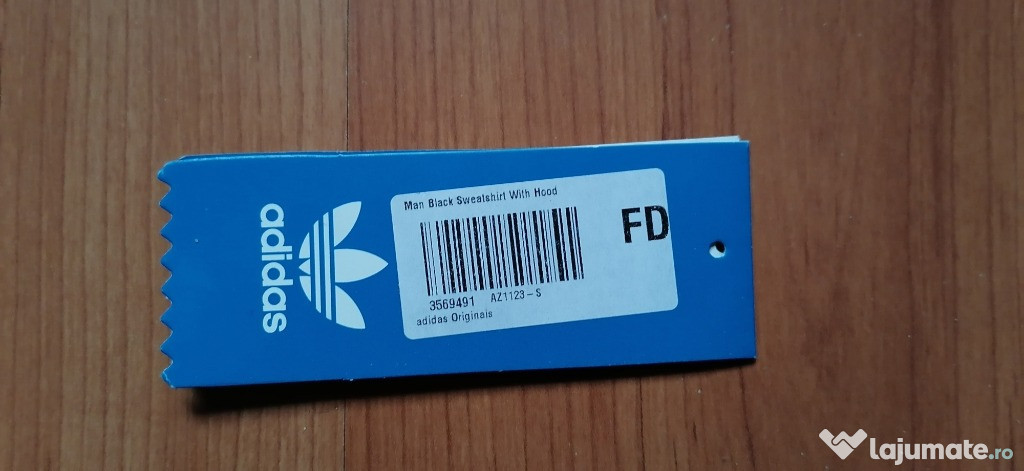 adidas
Man Black Sweatshirt With Hood
FD
3569491 AZ1123-S
adidas Originals
lajumate.ro